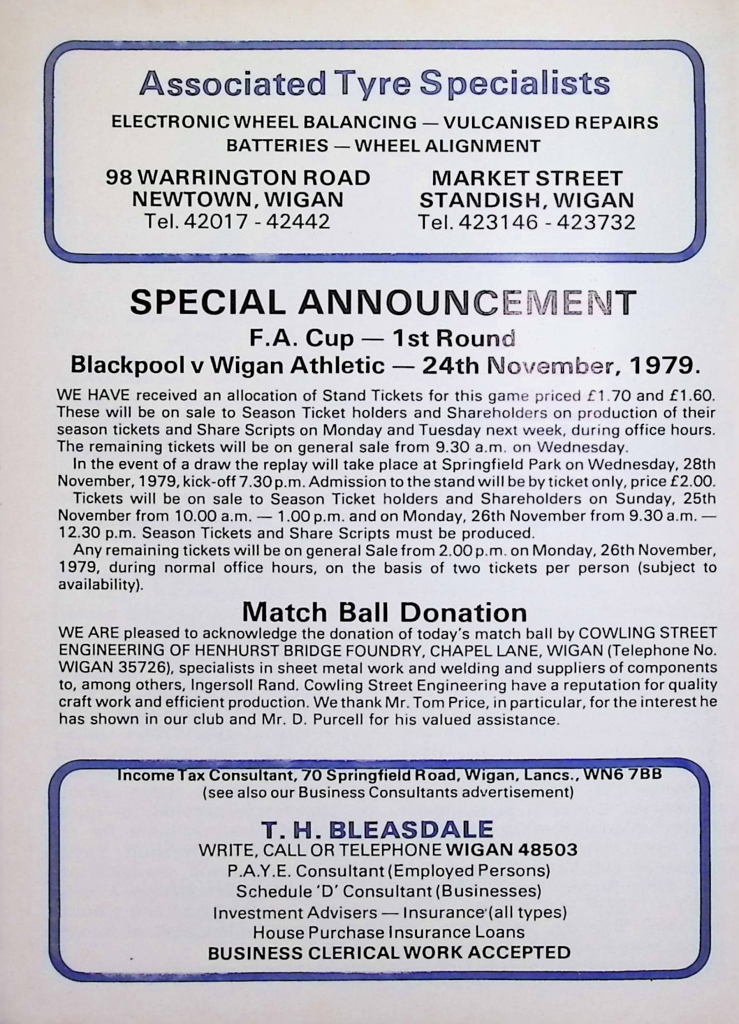 Associated Tyre Specialists
ELECTRONIC WHEEL BALANCING — VULCANISED REPAIRS
BATTERIES — WHEEL ALIGNMENT
98 WARRINGTON ROAD
NEWTOWN, WIGAN
Tel. 42017 - 42442
MARKET STREET
STANDISH, WIGAN
Tel. 423146 - 423732
SPECIAL ANNOUNCEMENT
F.A. Cup — 1st Round
Blackpool v Wigan Athletic — 24th November, 1979.
WE HAVE received an allocation of Stand Tickets for this game priced £1.70 and £1.60.
These will be on sale to Season Ticket holders and Shareholders on production of their
season tickets and Share Scripts on Monday and Tuesday next week, during office hours.
The remaining tickets will be on general sale from 9.30 a.m. on Wednesday.
In the event of a draw the replay will take place at Springfield Park on Wednesday, 28th
November, 1979, kick-off 7.30 p.m. Admission to the stand will be by ticket only, price £2.00.
Tickets will be on sale to Season Ticket holders and Shareholders on Sunday, 25th
November from 10.00 a.m. — 1.00 p.m. and on Monday, 26th November from 9.30 a.m. —
12.30 p.m. Season Tickets and Share Scripts must be produced.
Any remaining tickets will be on general Sale from 2.00 p.m. on Monday, 26th November,
1979, during normal office hours, on the basis of two tickets per person (subject to
availability).
Match Ball Donation
WE ARE pleased to acknowledge the donation of today's match ball by COWLING STREET
ENGINEERING OF HENHURST BRIDGE FOUNDRY, CHAPEL LANE, WIGAN (Telephone No.
WIGAN 35726), specialists in sheet metal work and welding and suppliers of components
to, among others, Ingersoll Rand. Cowling Street Engineering have a reputation for quality
craft work and efficient production. We thank Mr. Tom Price, in particular, for the interest he
has shown in our club and Mr. D. Purcell for his valued assistance.
Income Tax Consultant, 70 Springfield Road, Wigan, Lancs., WN6 7BB
(see also our Business Consultants advertisement)
T. H. BLEASDALE
WRITE, CALL OR TELEPHONE WIGAN 48503
P.A.Y.E. Consultant (Employed Persons)
Schedule 'D' Consultant (Businesses)
Investment Advisers — Insurance (all types)
House Purchase Insurance Loans
BUSINESS CLERICAL WORK ACCEPTED